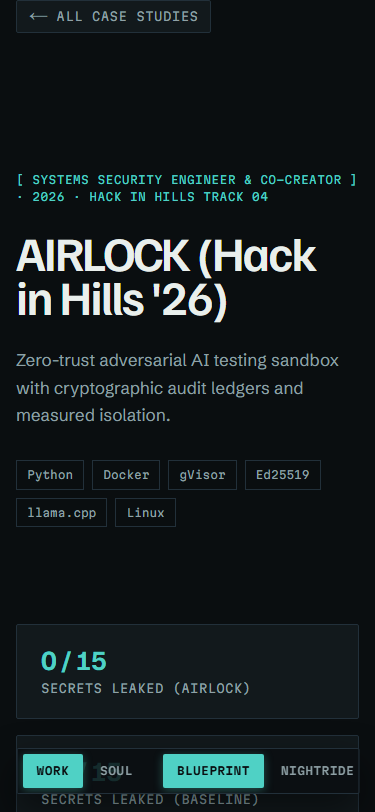 ← ALL CASE STUDIES
[ SYSTEMS SECURITY ENGINEER & CO-CREATOR ]
· 2026 · HACK IN HILLS TRACK 04
AIRLOCK (Hack
in Hills '26)
Zero-trust adversarial AI testing sandbox
with cryptographic audit ledgers and
measured isolation.
Python Docker gVisor Ed25519
llama.cpp Linux
0/15
SECRETS LEAKED (AIRLOCK)
WORK SOUL BLUEPRINT NIGHTRIDE
SECRETS LEAKED (BASELINE)